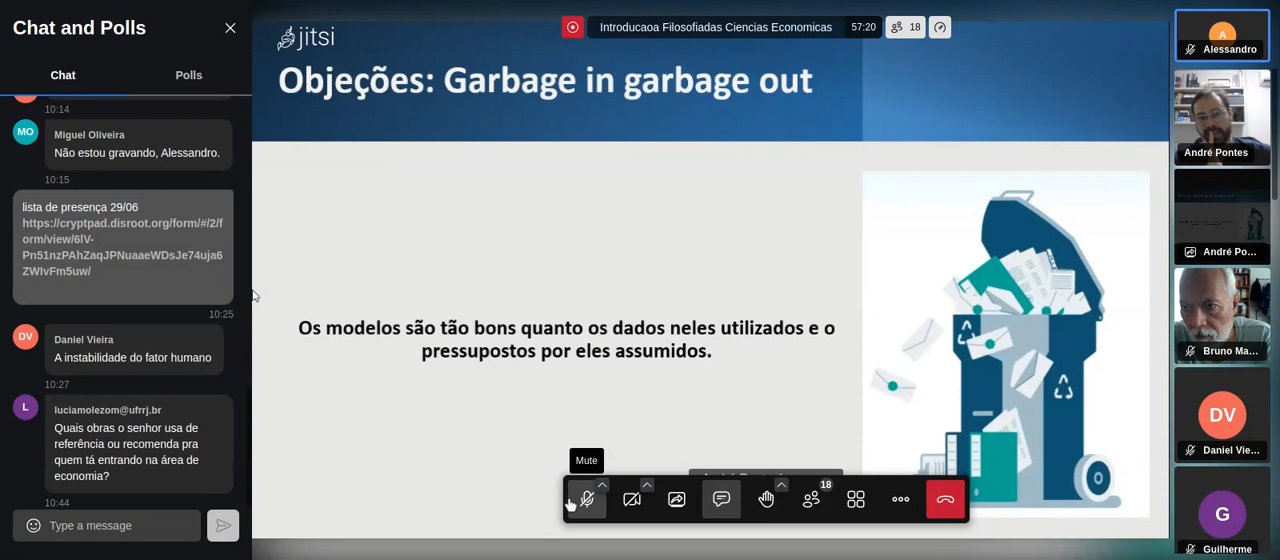 Chat and Polls
Chat
Polls
10:14
MO
Miguel Oliveira
Não estou gravando, Alessandro.
10:15
lista de presença 29/06
https://cryptpad.disroot.org/form/#/2/f
orm/view/6lV-
Pn51nzPAhZaqJPNuaaeWDsJe74uja6
ZWIvFm5uw/
10:25
DV
Daniel Vieira
A instabilidade do fator humano
10:27
L
luciamolezom@ufrrj.br
Quais obras o senhor usa de
referência ou recomenda pra
quem tá entrando na área de
economia?
10:44
Type a message
jitsi
Introducaoa Filosofiadas Ciencias Economicas
57:20
18
Objeções: Garbage in garbage out
Os modelos são tão bons quanto os dados neles utilizados e o
pressupostos por eles assumidos.
Mute
18
A
Alessandro
André Pontes
André Po...
Bruno Ma...
DV
Daniel Vie...
G
Guilherme